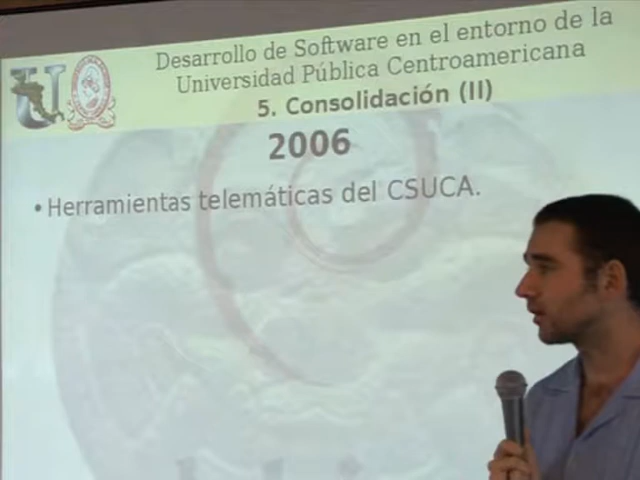 Desarrollo de Software en el entorno de la
Universidad Pública Centroamericana
5. Consolidación (II)
2006
• Herramientas telemáticas del CSUCA.